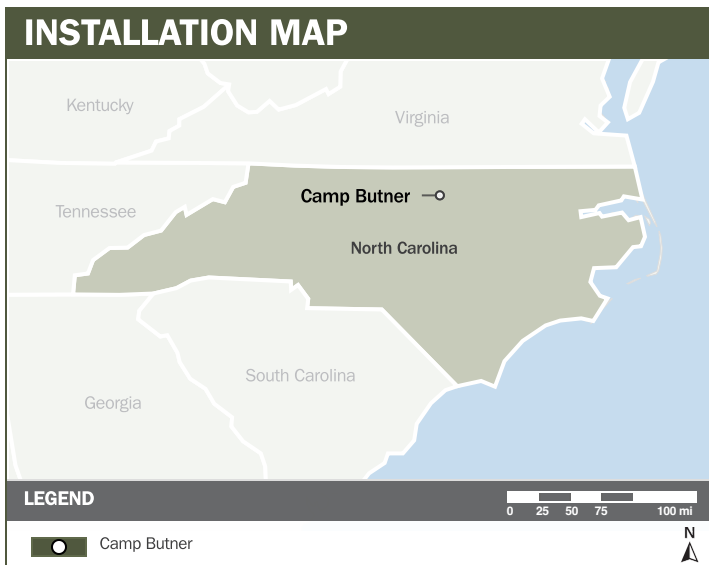 INSTALLATION MAP
Kentucky
Virginia
Camp Butner
Tennessee
North Carolina
South Carolina
Georgia
LEGEND
0 25 50 75 100 mi
Camp Butner
N